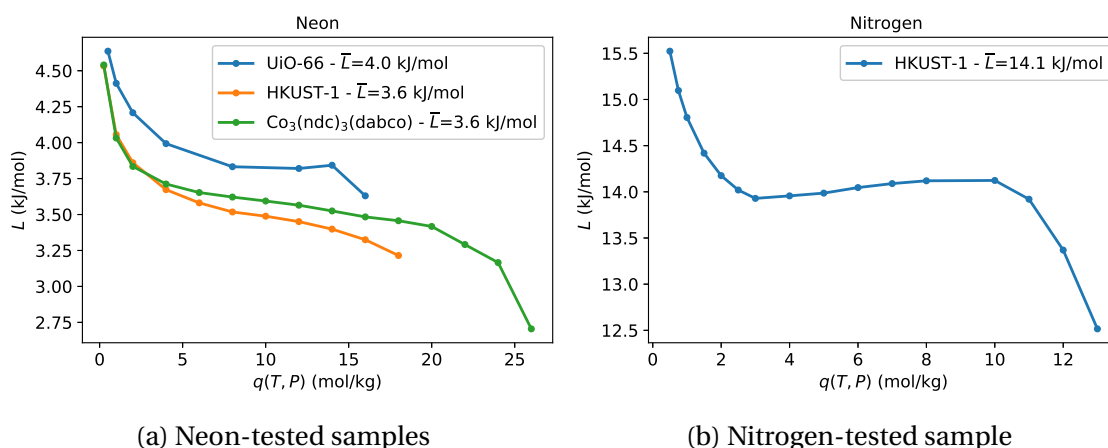 Neon
UiO-66 - L̅=4.0 kJ/mol
HKUST-1 - L̅=3.6 kJ/mol
Co₃(ndc)₃(dabco) - L̅=3.6 kJ/mol
L (kJ/mol)
4.50
4.25
4.00
3.75
3.50
3.25
3.00
2.75
0 5 10 15 20 25
q(T, P) (mol/kg)
(a) Neon-tested samples
Nitrogen
HKUST-1 - L̅=14.1 kJ/mol
L (kJ/mol)
15.5
15.0
14.5
14.0
13.5
13.0
12.5
0 2 4 6 8 10 12
q(T, P) (mol/kg)
(b) Nitrogen-tested sample